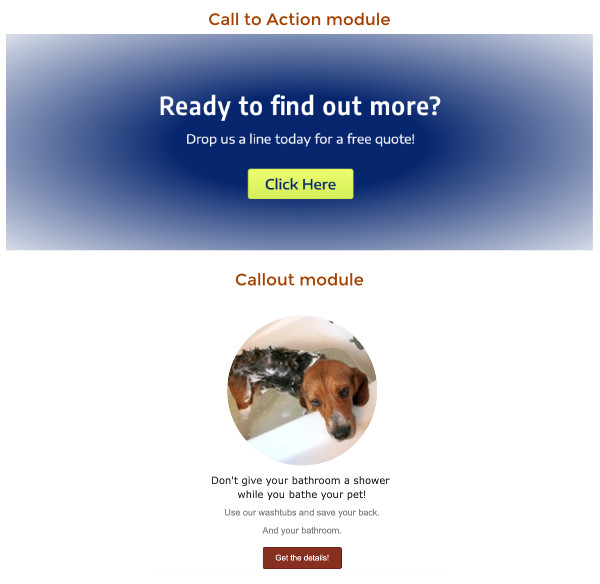 Call to Action module
Ready to find out more?
Drop us a line today for a free quote!
Click Here
Callout module
Don't give your bathroom a shower
while you bathe your pet!
Use our washtubs and save your back.
And your bathroom.
Get the details!